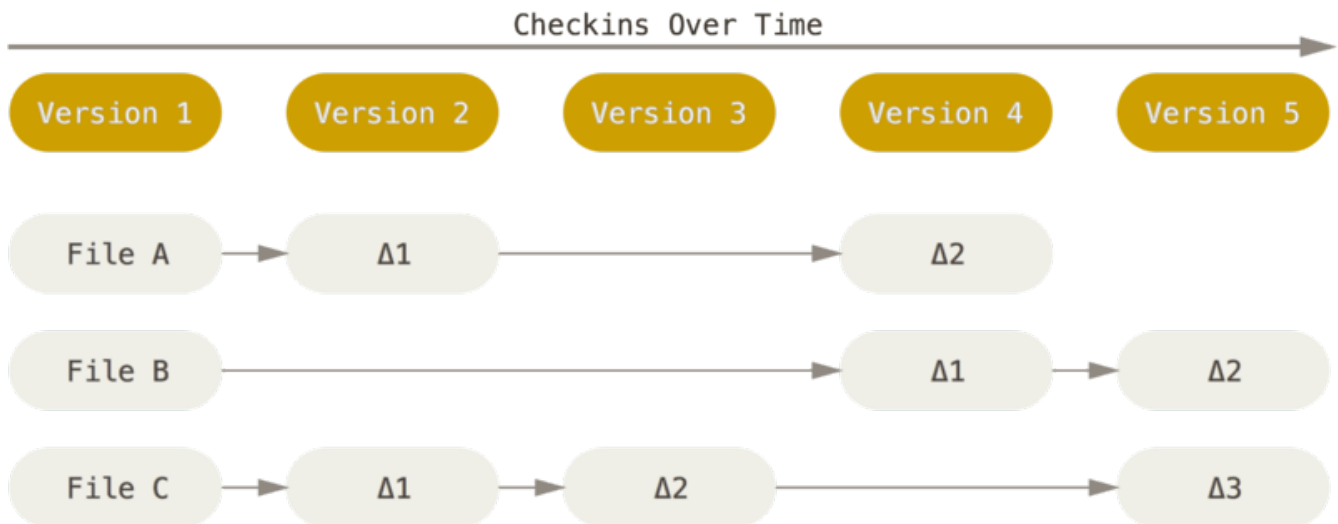 Checkins Over Time
Version 1 Version 2 Version 3 Version 4 Version 5
File A Δ1 Δ2
File B Δ1 Δ2
File C Δ1 Δ2 Δ3